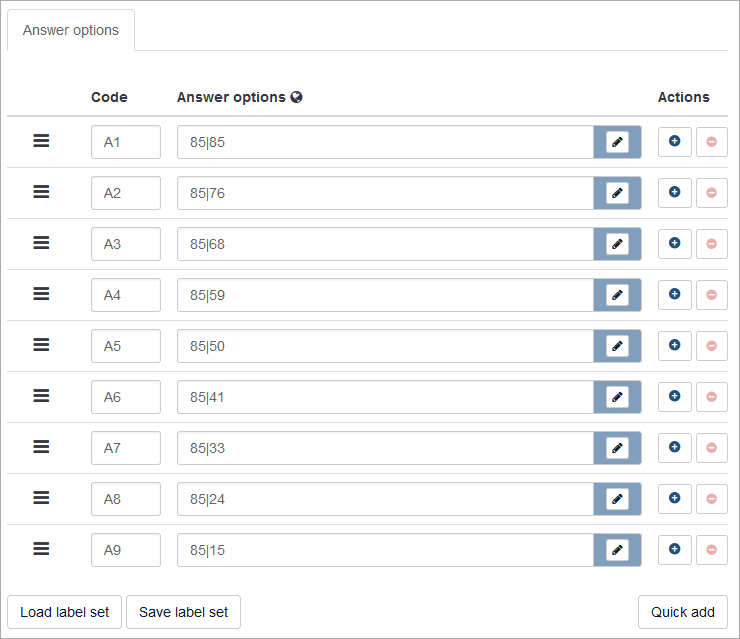 Answer options
Code Answer options Actions
A1 85|85
A2 85|76
A3 85|68
A4 85|59
A5 85|50
A6 85|41
A7 85|33
A8 85|24
A9 85|15
Load label set Save label set Quick add